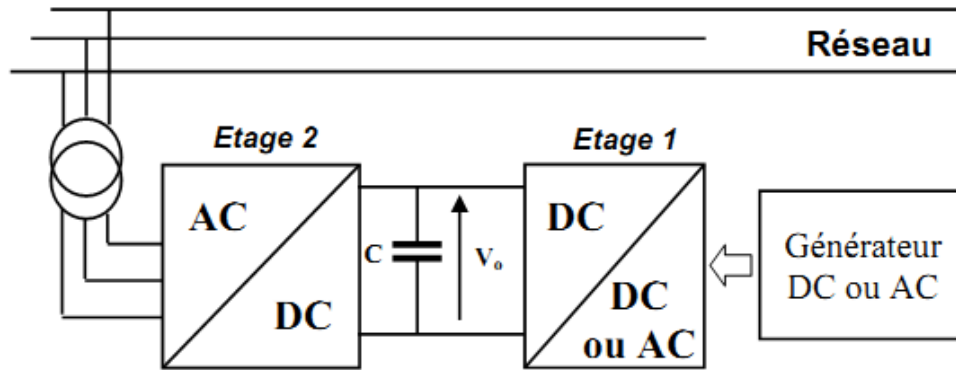 Réseau
Etage 2
Etage 1
AC
DC
C
Vo
DC
DC
ou AC
Générateur
DC ou AC